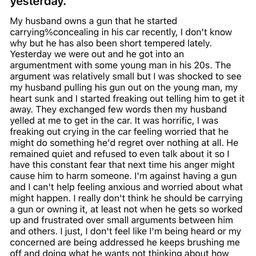 yesterday.
My husband owns a gun that he started
carrying%concealing in his car recently, I don't know
why but he has also been short tempered lately.
Yesterday we were out and he got into an
argumentment with some young man in his 20s. The
argument was relatively small but I was shocked to see
my husband pulling his gun out on the young man, my
heart sunk and I started freaking out telling him to get it
away. They exchanged few words then my husband
yelled at me to get in the car. It was horrific, I was
freaking out crying in the car feeling worried that he
might do something he'd regret over nothing at all. He
remained quiet and refused to even talk about it so I
have this constant fear that next time his anger might
cause him to harm someone. I'm against having a gun
and I can't help feeling anxious and worried about what
might happen. I really don't think he should be carrying
a gun or owning it, at least not when he gets so worked
up and frustrated over small arguments between him
and others. I just, I don't feel like I'm being heard or my
concerned are being addressed he keeps brushing me
off and doing what he wants not thinking about how